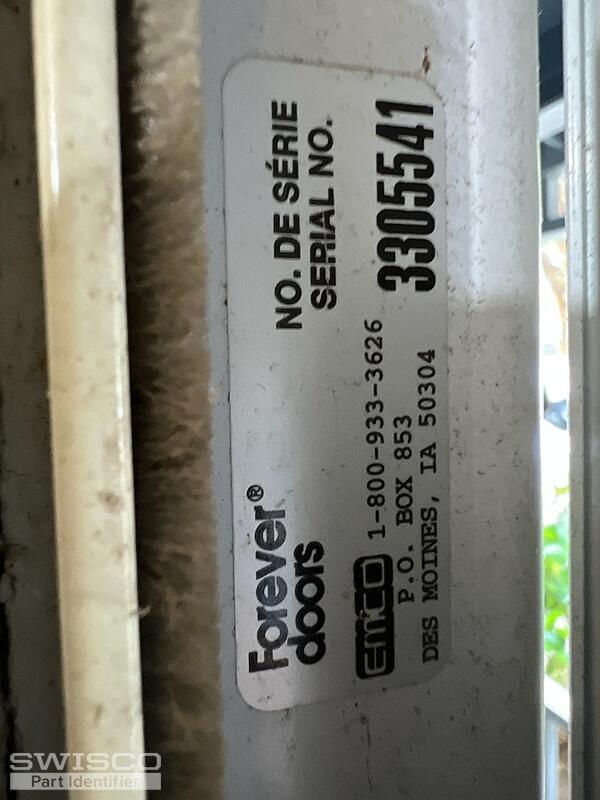 Forever®
doors
NO. DE SÉRIE
SERIAL NO.
EMCO 1-800-933-3626
P.O. BOX 853
DES MOINES, IA 50304
3305541
SWISCO
Part Identifier